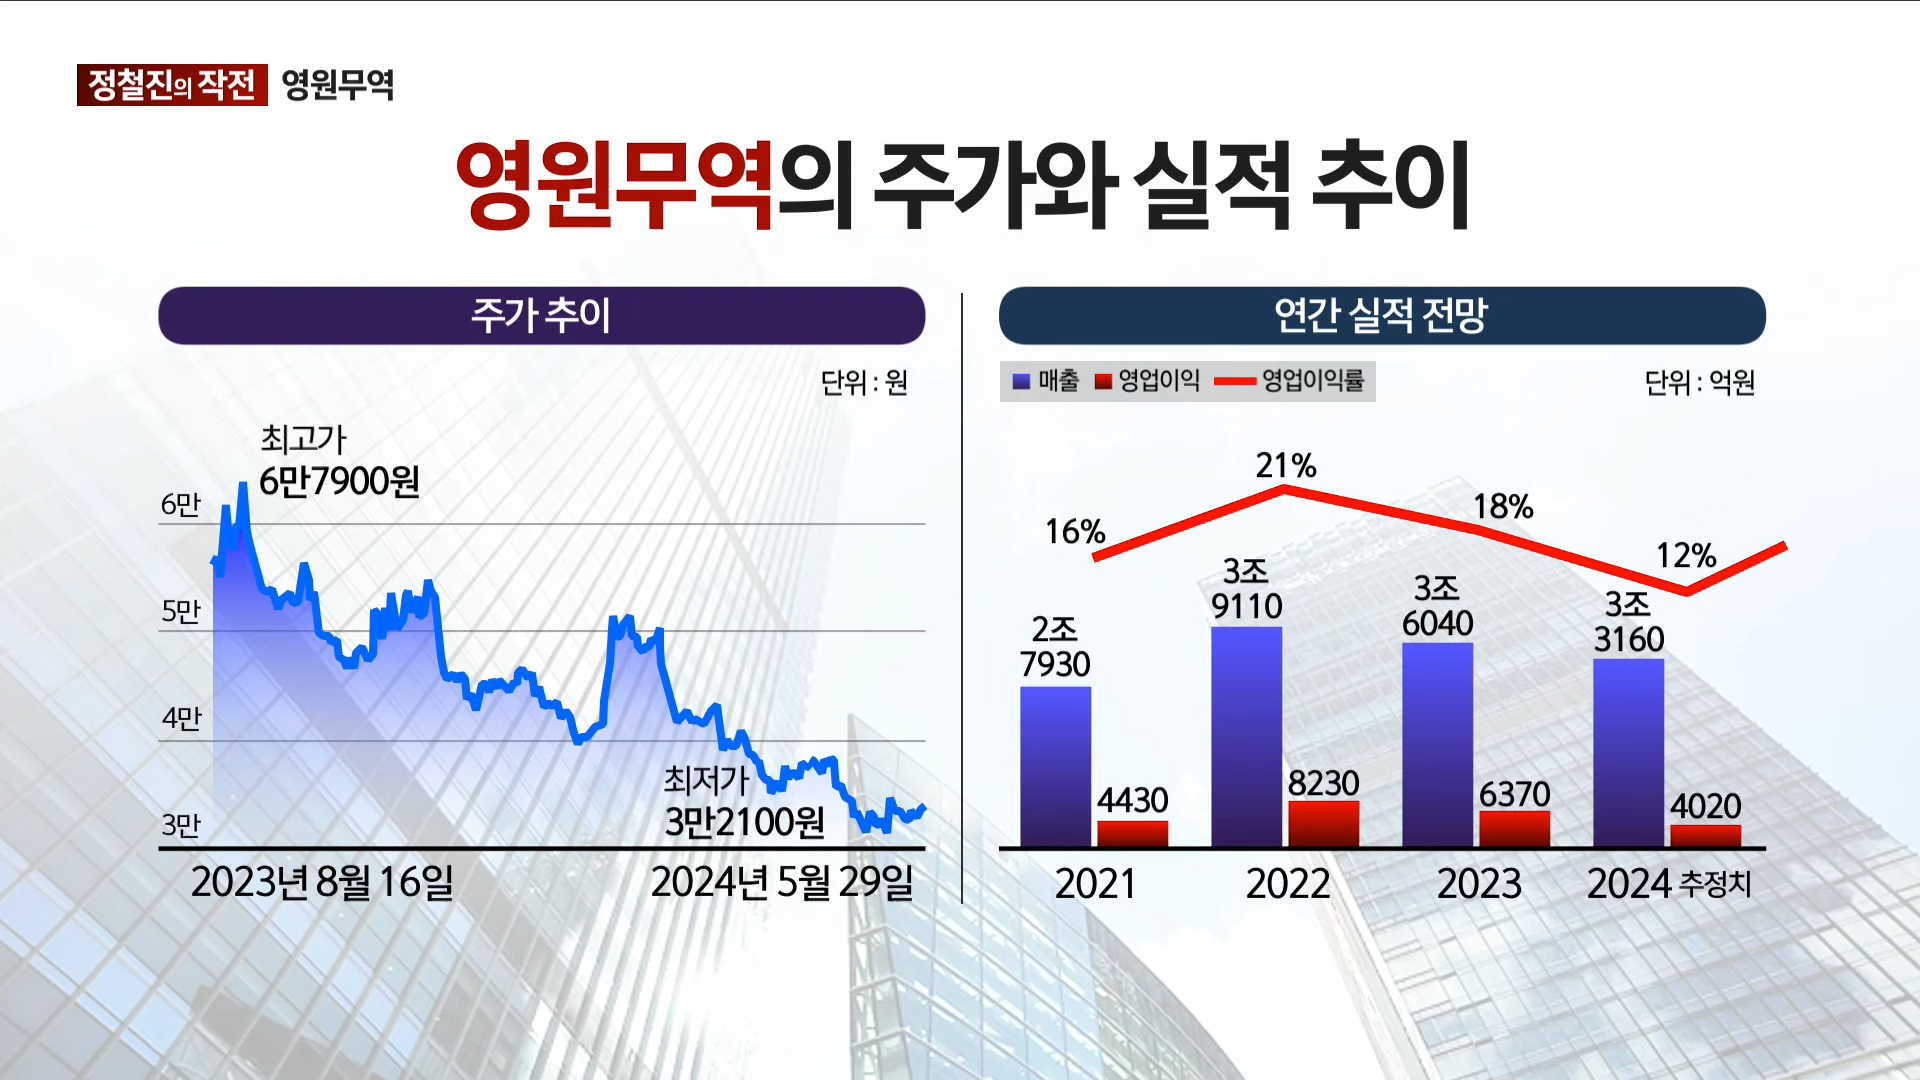 정철진의 작전 영원무역
영원무역의 주가와 실적 추이
주가 추이
단위 : 원
최고가
6만7900원
6만
5만
4만
3만
최저가
3만2100원
2023년 8월 16일
2024년 5월 29일
연간 실적 전망
매출 영업이익 영업이익률
단위 : 억원
16%
21%
18%
12%
2조
7930
3조
9110
3조
6040
3조
3160
4430
8230
6370
4020
2021
2022
2023
2024 추정치